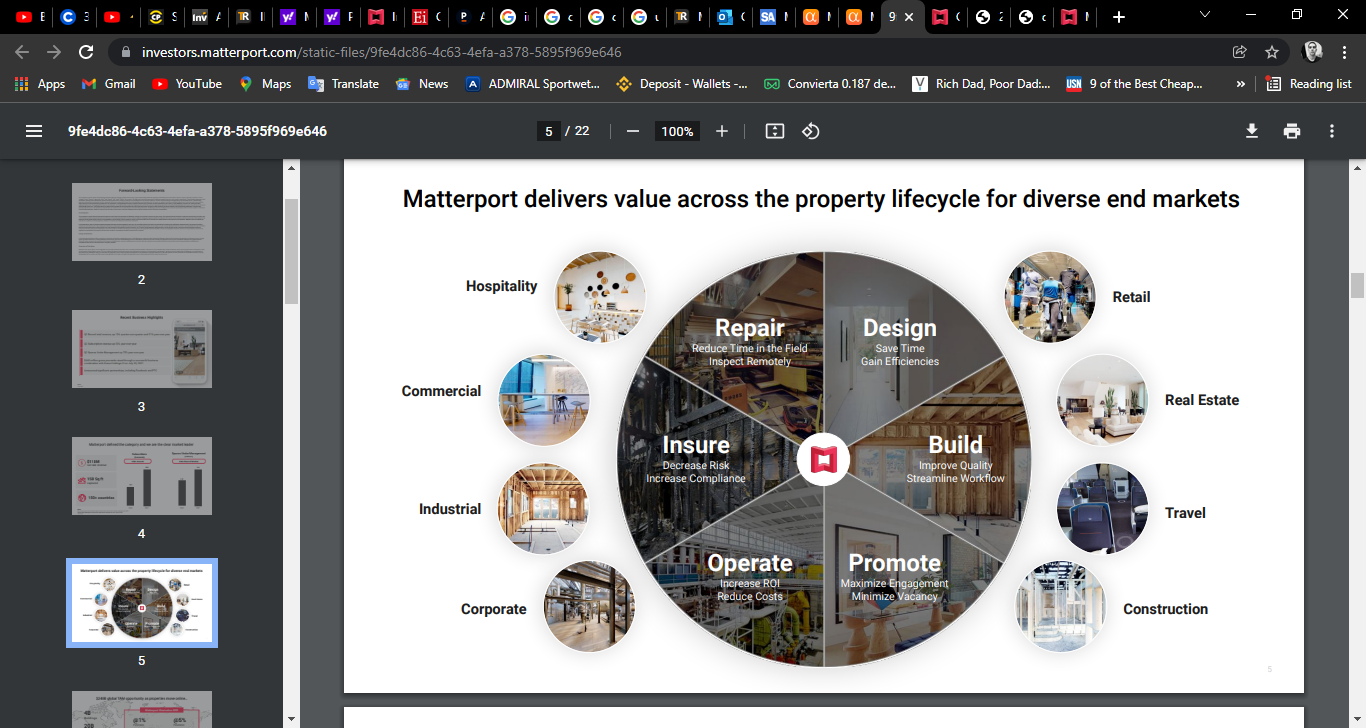 investors.matterport.com/static-files/9fe4dc86-4c63-4efa-a378-5895f969e646
Apps
Gmail
YouTube
Maps
Translate
News
ADMIRAL Sportwet...
Deposit - Wallets -...
Convierta 0.187 de...
Rich Dad, Poor Dad:...
9 of the Best Cheap...
»
Reading list
9fe4dc86-4c63-4efa-a378-5895f969e646
5 / 22
100%
2
3
4
5
Matterport delivers value across the property lifecycle for diverse end markets
Hospitality
Commercial
Industrial
Corporate
Repair
Reduce Time in the Field
Inspect Remotely
Design
Save Time
Gain Efficiencies
Insure
Decrease Risk
Increase Compliance
Build
Improve Quality
Streamline Workflow
Operate
Increase ROI
Reduce Costs
Promote
Maximize Engagement
Minimize Vacancy
Retail
Real Estate
Travel
Construction
5